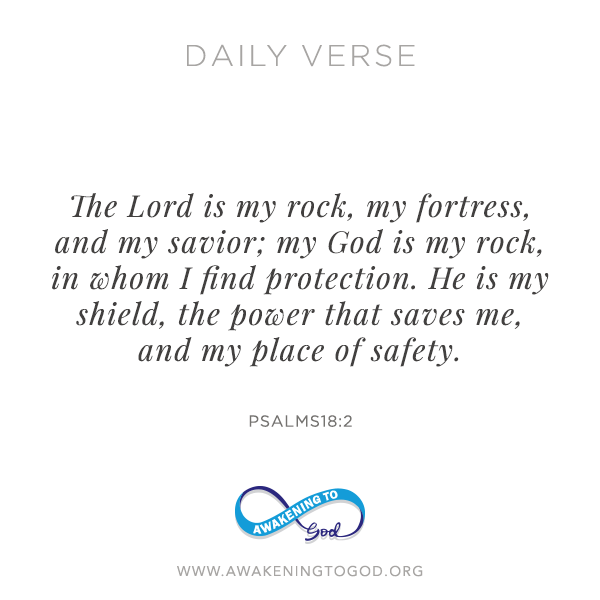 DAILY VERSE
The Lord is my rock, my fortress,
and my savior; my God is my rock,
in whom I find protection. He is my
shield, the power that saves me,
and my place of safety.
PSALMS18:2
AWAKENING TO
God
WWW.AWAKENINGTOGOD.ORG